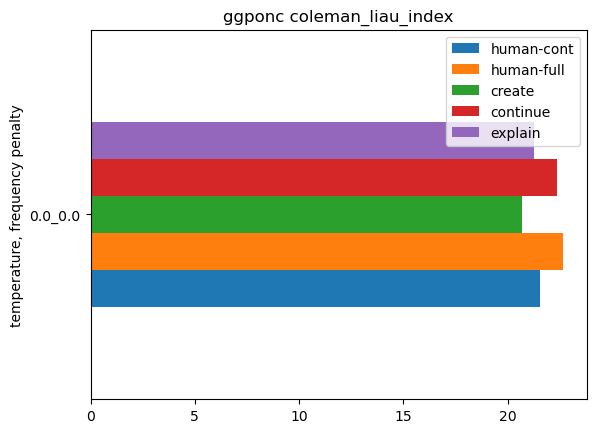 ggponc coleman_liau_index
human-cont
human-full
create
continue
explain
temperature, frequency penalty
0.0_0.0
0 5 10 15 20